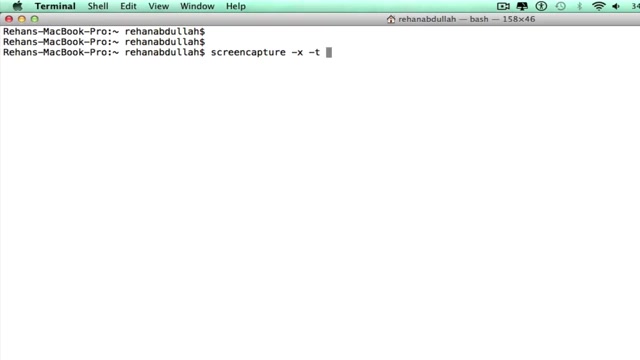 Terminal Shell Edit View Window Help
rehanabdullah — bash — 158×46
Rehans-MacBook-Pro:~ rehanabdullah$
Rehans-MacBook-Pro:~ rehanabdullah$
Rehans-MacBook-Pro:~ rehanabdullah$ screencapture -x -t